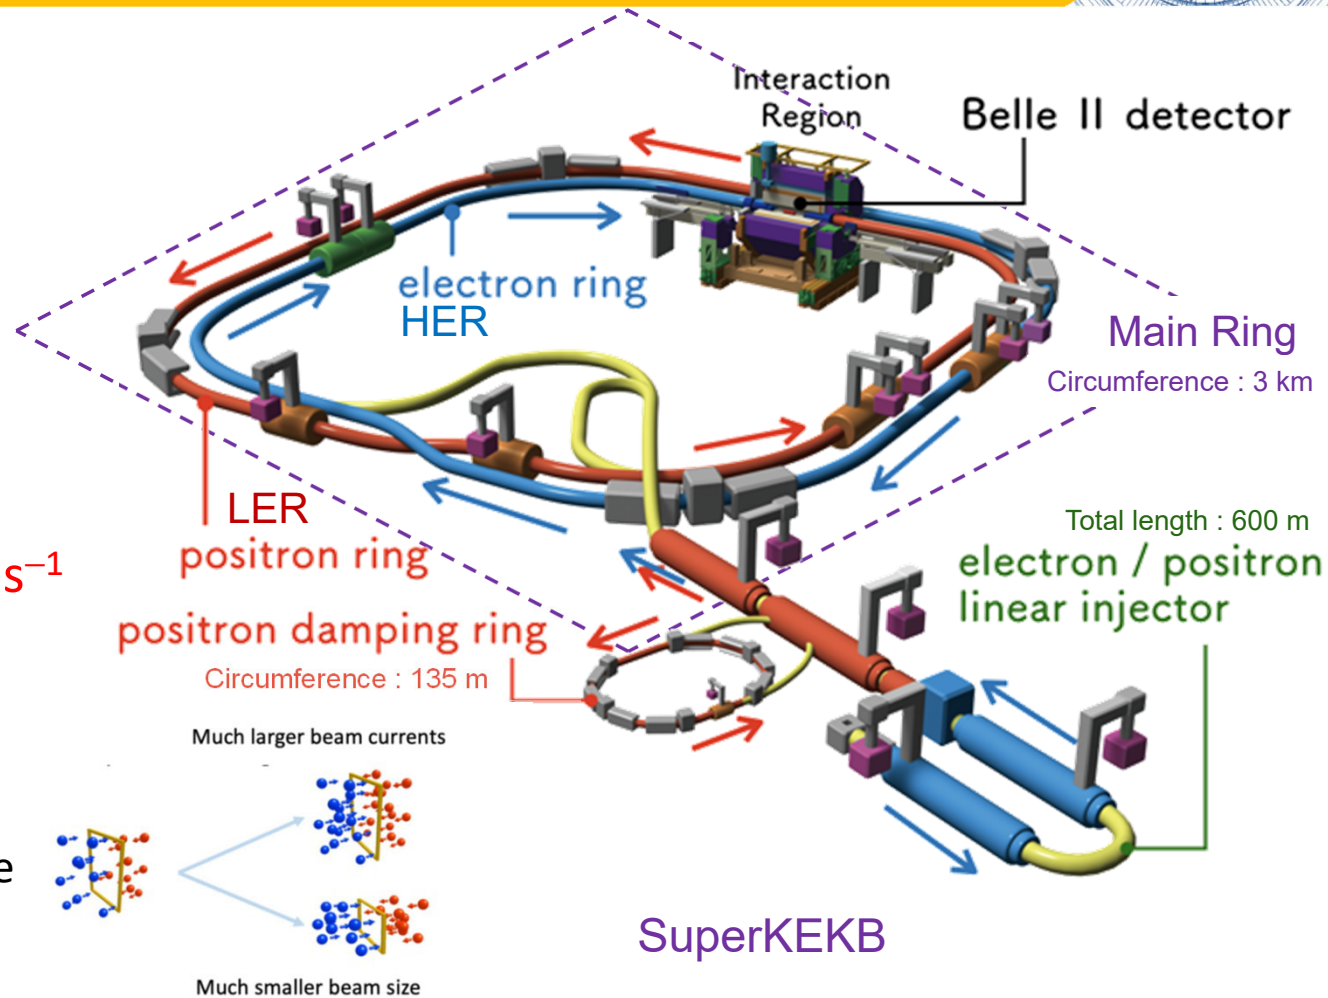 Interaction
Region
Belle II detector
electron ring
HER
Main Ring
Circumference : 3 km
LER
positron ring
s⁻¹
Total length : 600 m
electron / positron
linear injector
positron damping ring
Circumference : 135 m
Much larger beam currents
e
SuperKEKB
Much smaller beam size